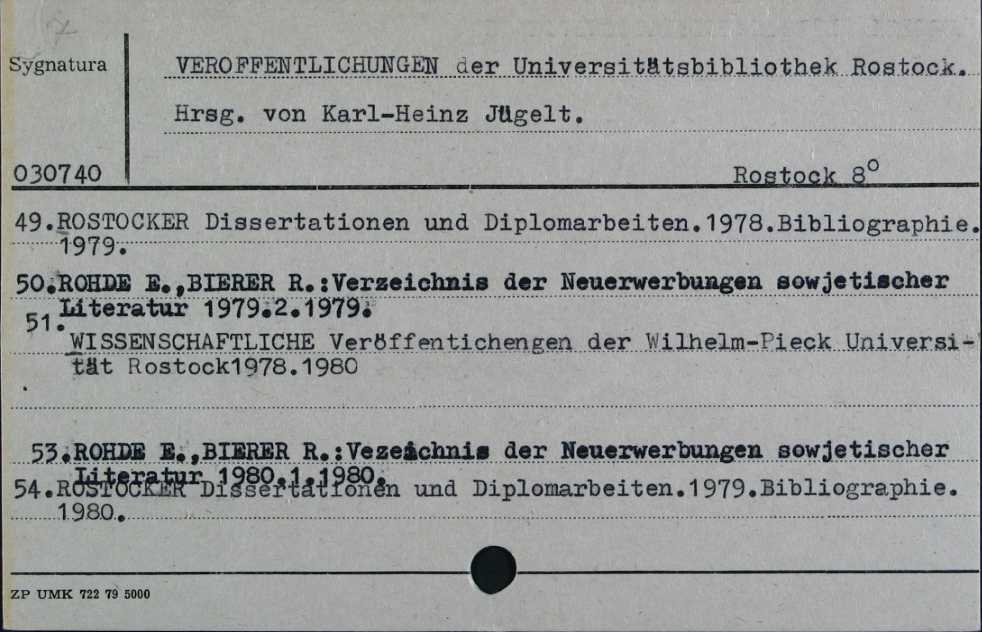 7
Sygnatura
VEROFFENTLICHUNGEN der Universitätsbibliothek Rostock.
Hrsg. von Karl-Heinz Jügelt.
030740
Rostock 8°
49.ROSTOCKER Dissertationen und Diplomarbeiten.1978.Bibliographie.
1979.
50.ROHDE E.,BIERER R.:Verzeichnis der Neuerwerbungen sowjetischer
Literatur 1979.2.1979.
51.
WISSENSCHAFTLICHE Veröffentichengen der Wilhelm-Pieck Universi-
tät Rostock1978.1980
53.ROHDE E.,BIERER R.:Vezeichnis der Neuerwerbungen sowjetischer
Literatur 1980.1.1980.
54.ROSTOCKER Dissertationen und Diplomarbeiten.1979.Bibliographie.
1980.
ZP UMK 722 79 5000